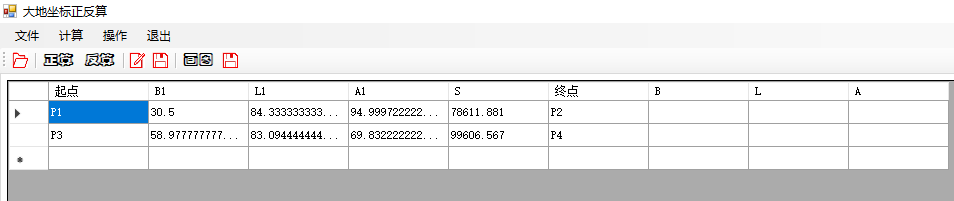 大地坐标正反算
文件 计算 操作 退出
正算 反算 画图
起点 B1 L1 A1 S 终点 B L A
P1 30.5 84.333333333... 94.999722222... 78611.881 P2
P3 58.977777777... 83.094444444... 69.832222222... 99606.567 P4